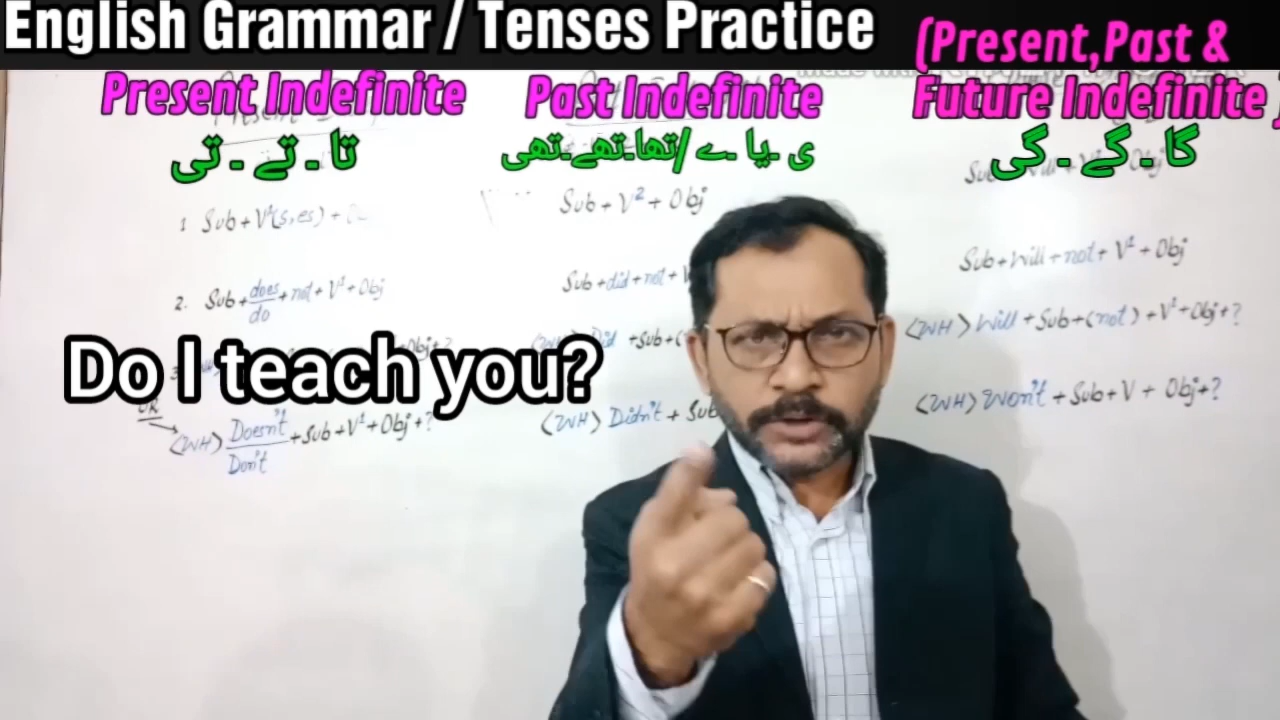 English Grammar / Tenses Practice
(Present,Past &
Future Indefinite)
Present Indefinite
تا ۔ تے ۔ تی
Past Indefinite
ی ۔یا ۔ے /تھا۔تھے۔تھی
گا ۔ گے ۔ گی
1 Sub + V¹(s,es) +
Sub + V² + Obj
2. Sub + does/do + not + V¹ + Obj
Sub + did + not +
Sub + will + not + V¹ + Obj
+ Sub + (
<WH> Will + Sub + (not) + V¹ + Obj + ?
Do I teach you?
OR
<WH> Doesn't/Don't + Sub + V¹ + Obj + ?
<WH> Didn't + Sub
<WH> Won't + Sub + V + Obj + ?